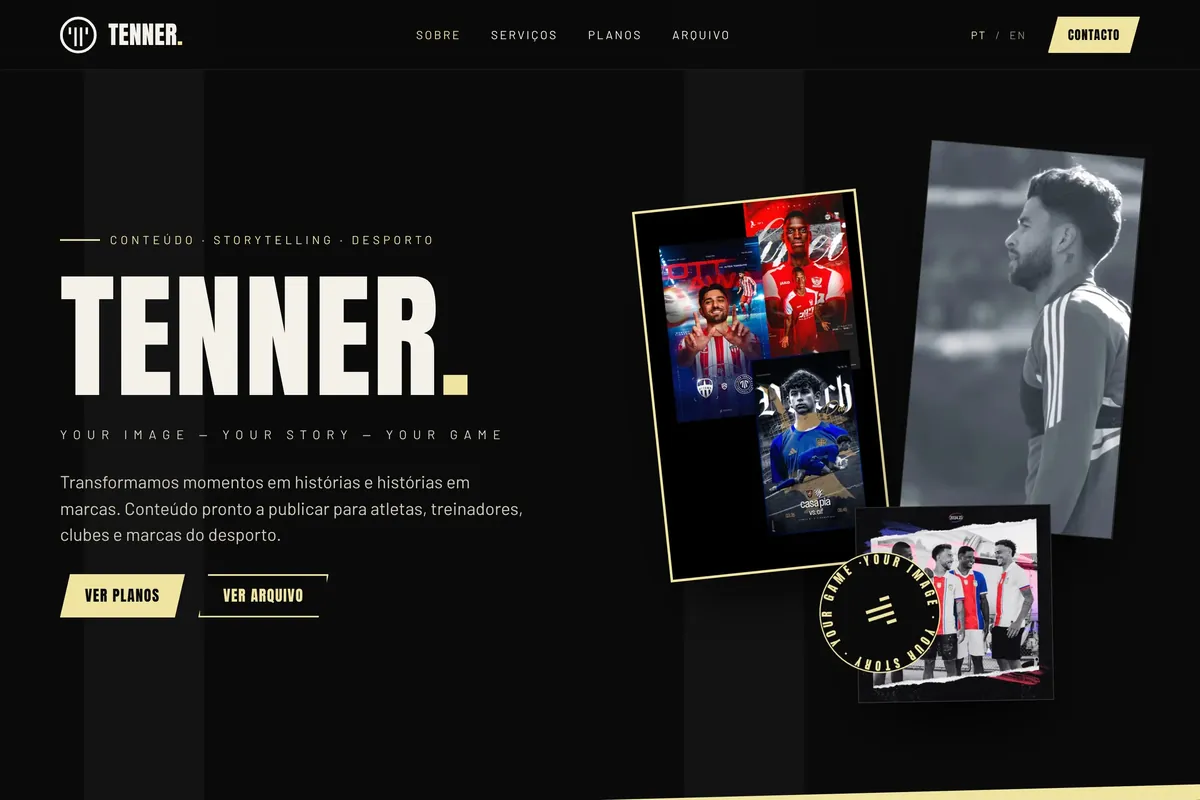 TENNER.
SOBRE
SERVIÇOS
PLANOS
ARQUIVO
PT / EN
CONTACTO
CONTEÚDO · STORYTELLING · DESPORTO
TENNER.
YOUR IMAGE – YOUR STORY – YOUR GAME
Transformamos momentos em histórias e histórias em
marcas. Conteúdo pronto a publicar para atletas, treinadores,
clubes e marcas do desporto.
VER PLANOS
VER ARQUIVO
casa pia
YOUR IMAGE · YOUR STORY · YOUR GAME ·